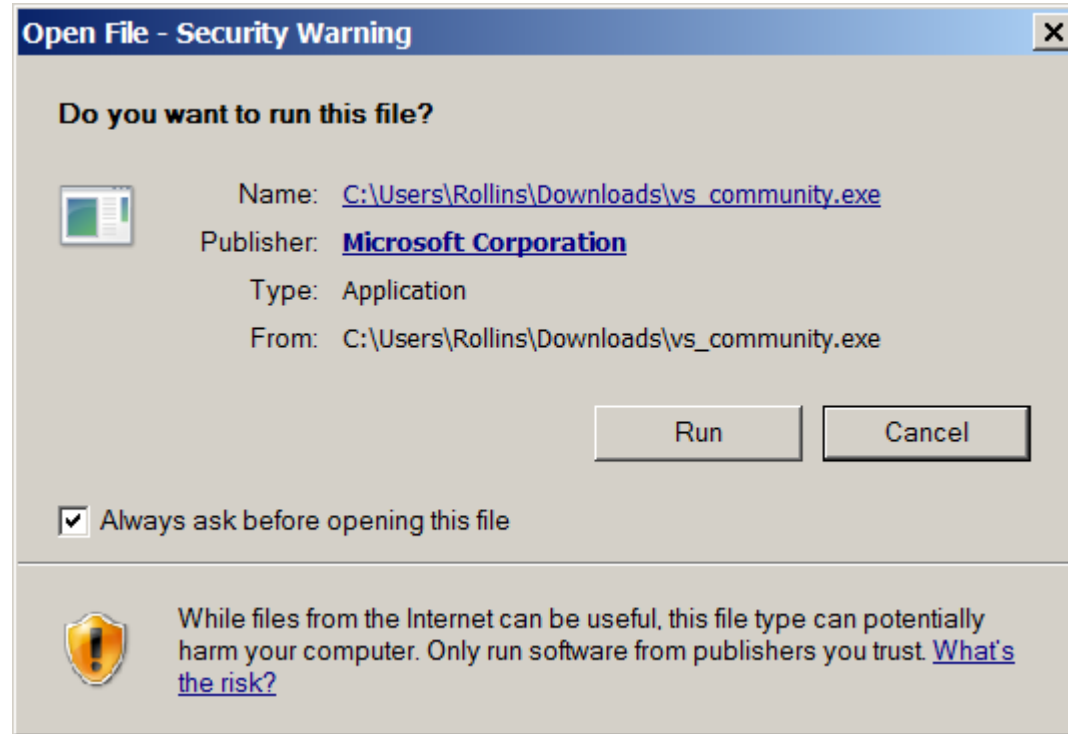 Open File - Security Warning
Do you want to run this file?
Name: C:\Users\Rollins\Downloads\vs_community.exe
Publisher: Microsoft Corporation
Type: Application
From: C:\Users\Rollins\Downloads\vs_community.exe
Run Cancel
Always ask before opening this file
While files from the Internet can be useful, this file type can potentially
harm your computer. Only run software from publishers you trust. What's
the risk?